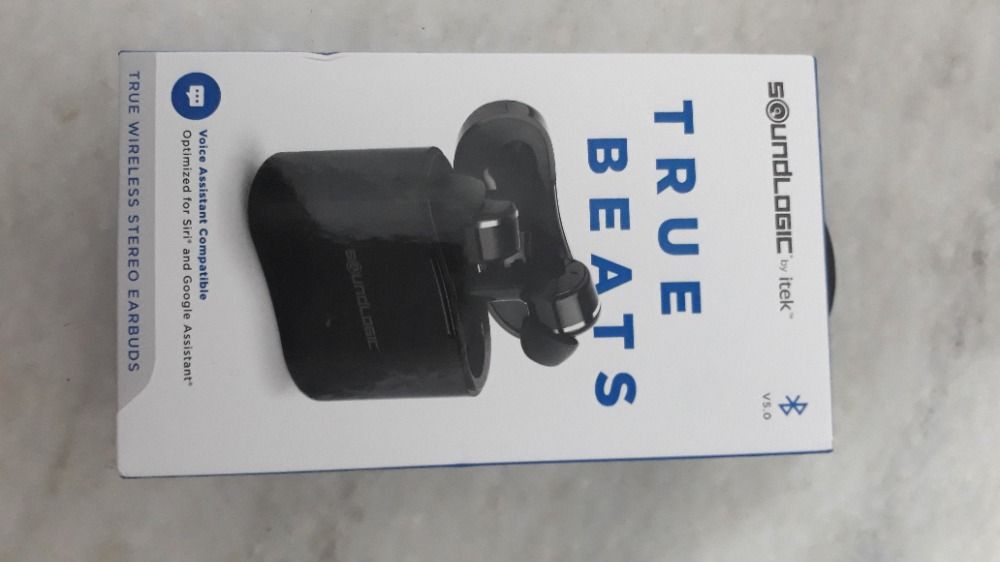 SoundLogic® by itek™
V5.0
TRUE
BEATS
SoundLogic
Voice Assistant Compatible
Optimized for Siri® and Google Assistant®
TRUE WIRELESS STEREO EARBUDS